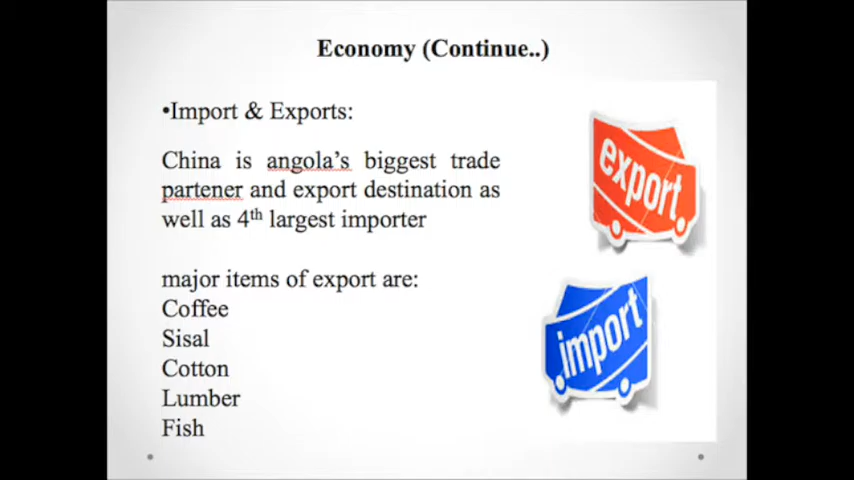 Economy (Continue..)
•Import & Exports:
China is angola's biggest trade
partener and export destination as
well as 4th largest importer
major items of export are:
Coffee
Sisal
Cotton
Lumber
Fish
export
import